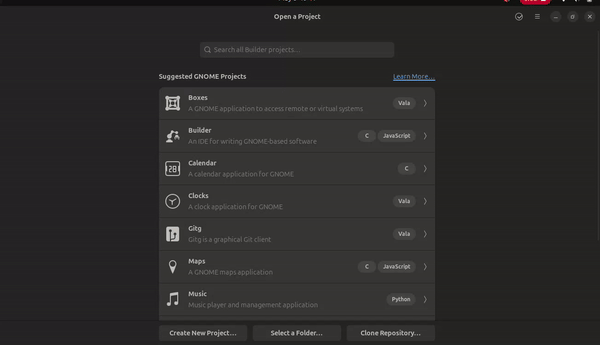 Open a Project
Search all Builder projects...
Suggested GNOME Projects Learn More...
Boxes
A GNOME application to access remote or virtual systems
Vala
Builder
An IDE for writing GNOME-based software
C JavaScript
Calendar
A calendar application for GNOME
C
Clocks
A clock application for GNOME
Vala
Gitg
Gitg is a graphical Git client
Vala
Maps
A GNOME maps application
C JavaScript
Music
Music player and management application
Python
Create New Project... Select a Folder... Clone Repository...